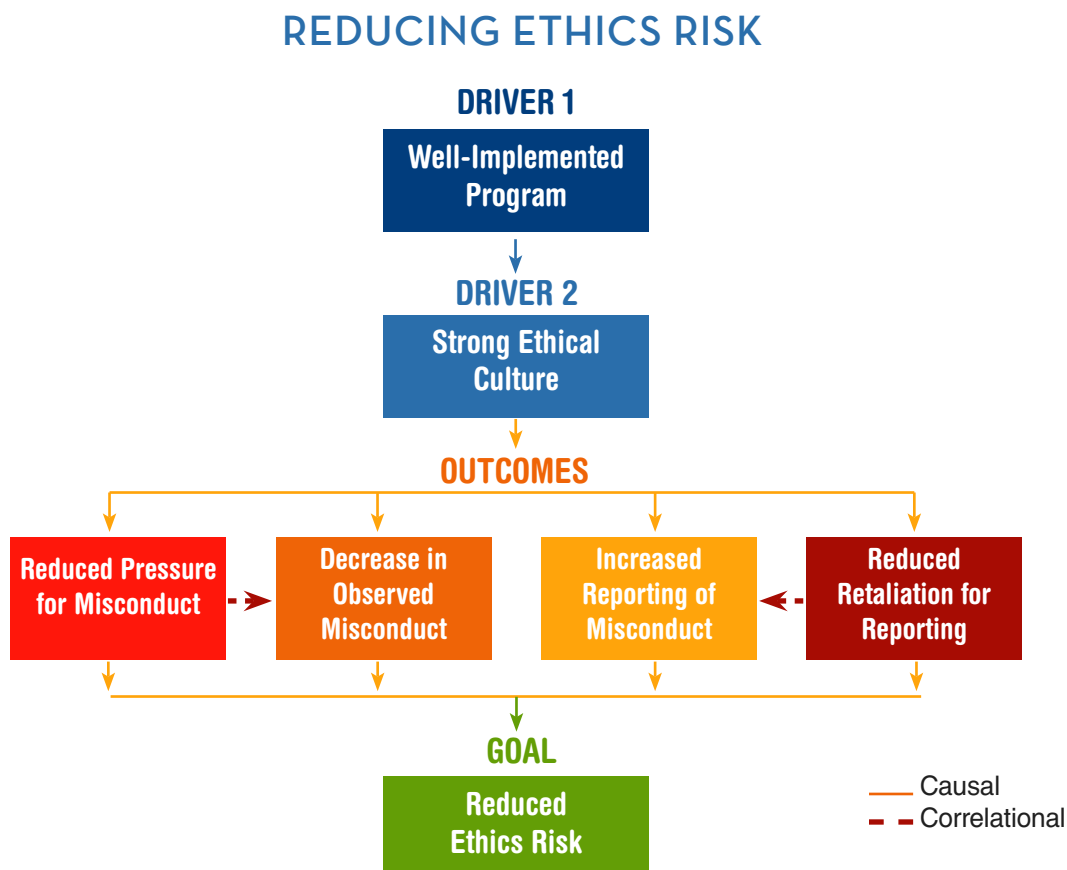 REDUCING ETHICS RISK
DRIVER 1
Well-Implemented
Program
DRIVER 2
Strong Ethical
Culture
OUTCOMES
Reduced Pressure
for Misconduct
Decrease in
Observed
Misconduct
Increased
Reporting of
Misconduct
Reduced
Retaliation for
Reporting
GOAL
Reduced
Ethics Risk
Causal
Correlational